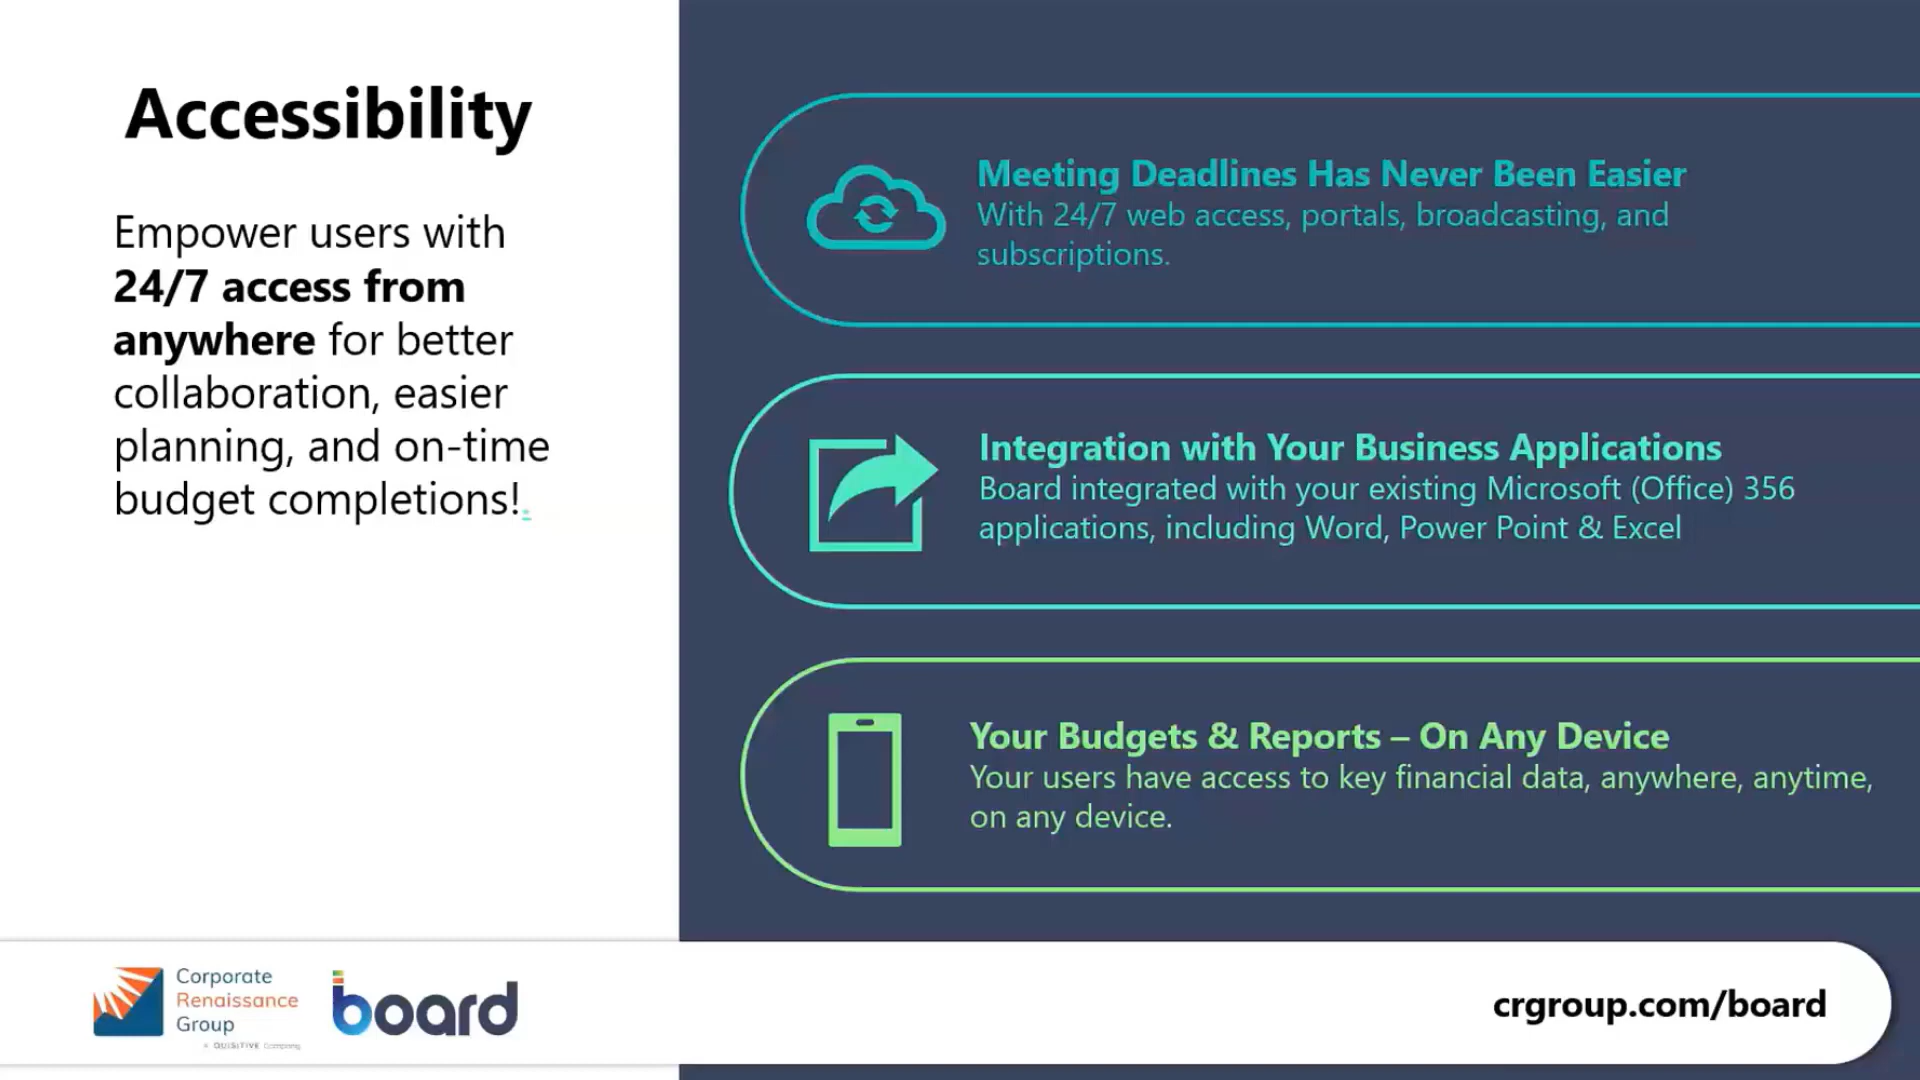 Accessibility
Empower users with
24/7 access from
anywhere for better
collaboration, easier
planning, and on-time
budget completions!.
Meeting Deadlines Has Never Been Easier
With 24/7 web access, portals, broadcasting, and
subscriptions.
Integration with Your Business Applications
Board integrated with your existing Microsoft (Office) 356
applications, including Word, Power Point & Excel
Your Budgets & Reports – On Any Device
Your users have access to key financial data, anywhere, anytime,
on any device.
Corporate
Renaissance
Group
A QUISITIVE Company
board
crgroup.com/board